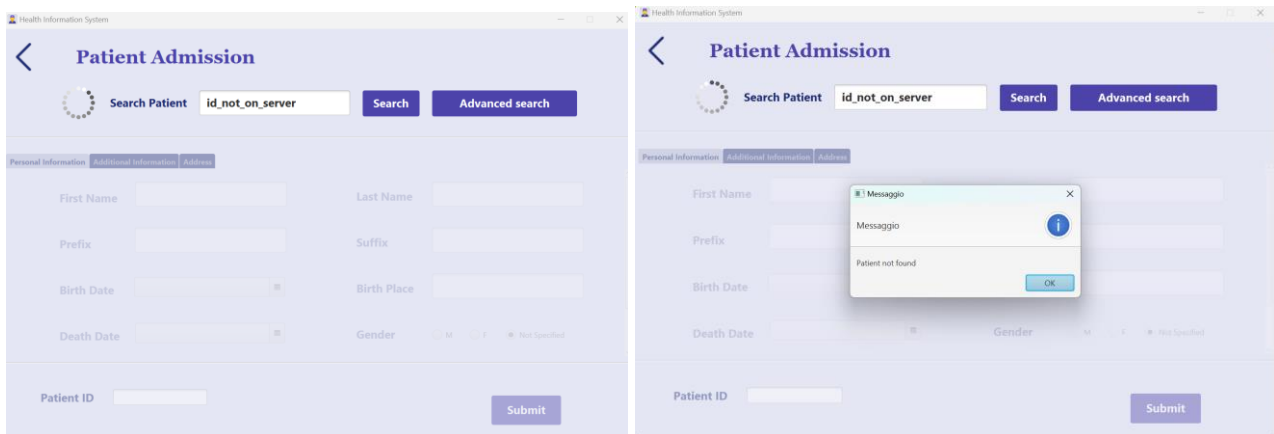 Health Information System
Patient Admission
Search Patient id_not_on_server Search Advanced search
Personal Information Additional Information Address
First Name Last Name
Prefix Suffix
Birth Date Birth Place
Death Date Gender M F Not Specified
Patient ID Submit
Health Information System
Patient Admission
Search Patient id_not_on_server Search Advanced search
Personal Information Additional Information Address
First Name
Messaggio
Messaggio
Prefix
Patient not found
Birth Date
OK
Death Date Gender M F Not Specified
Patient ID Submit